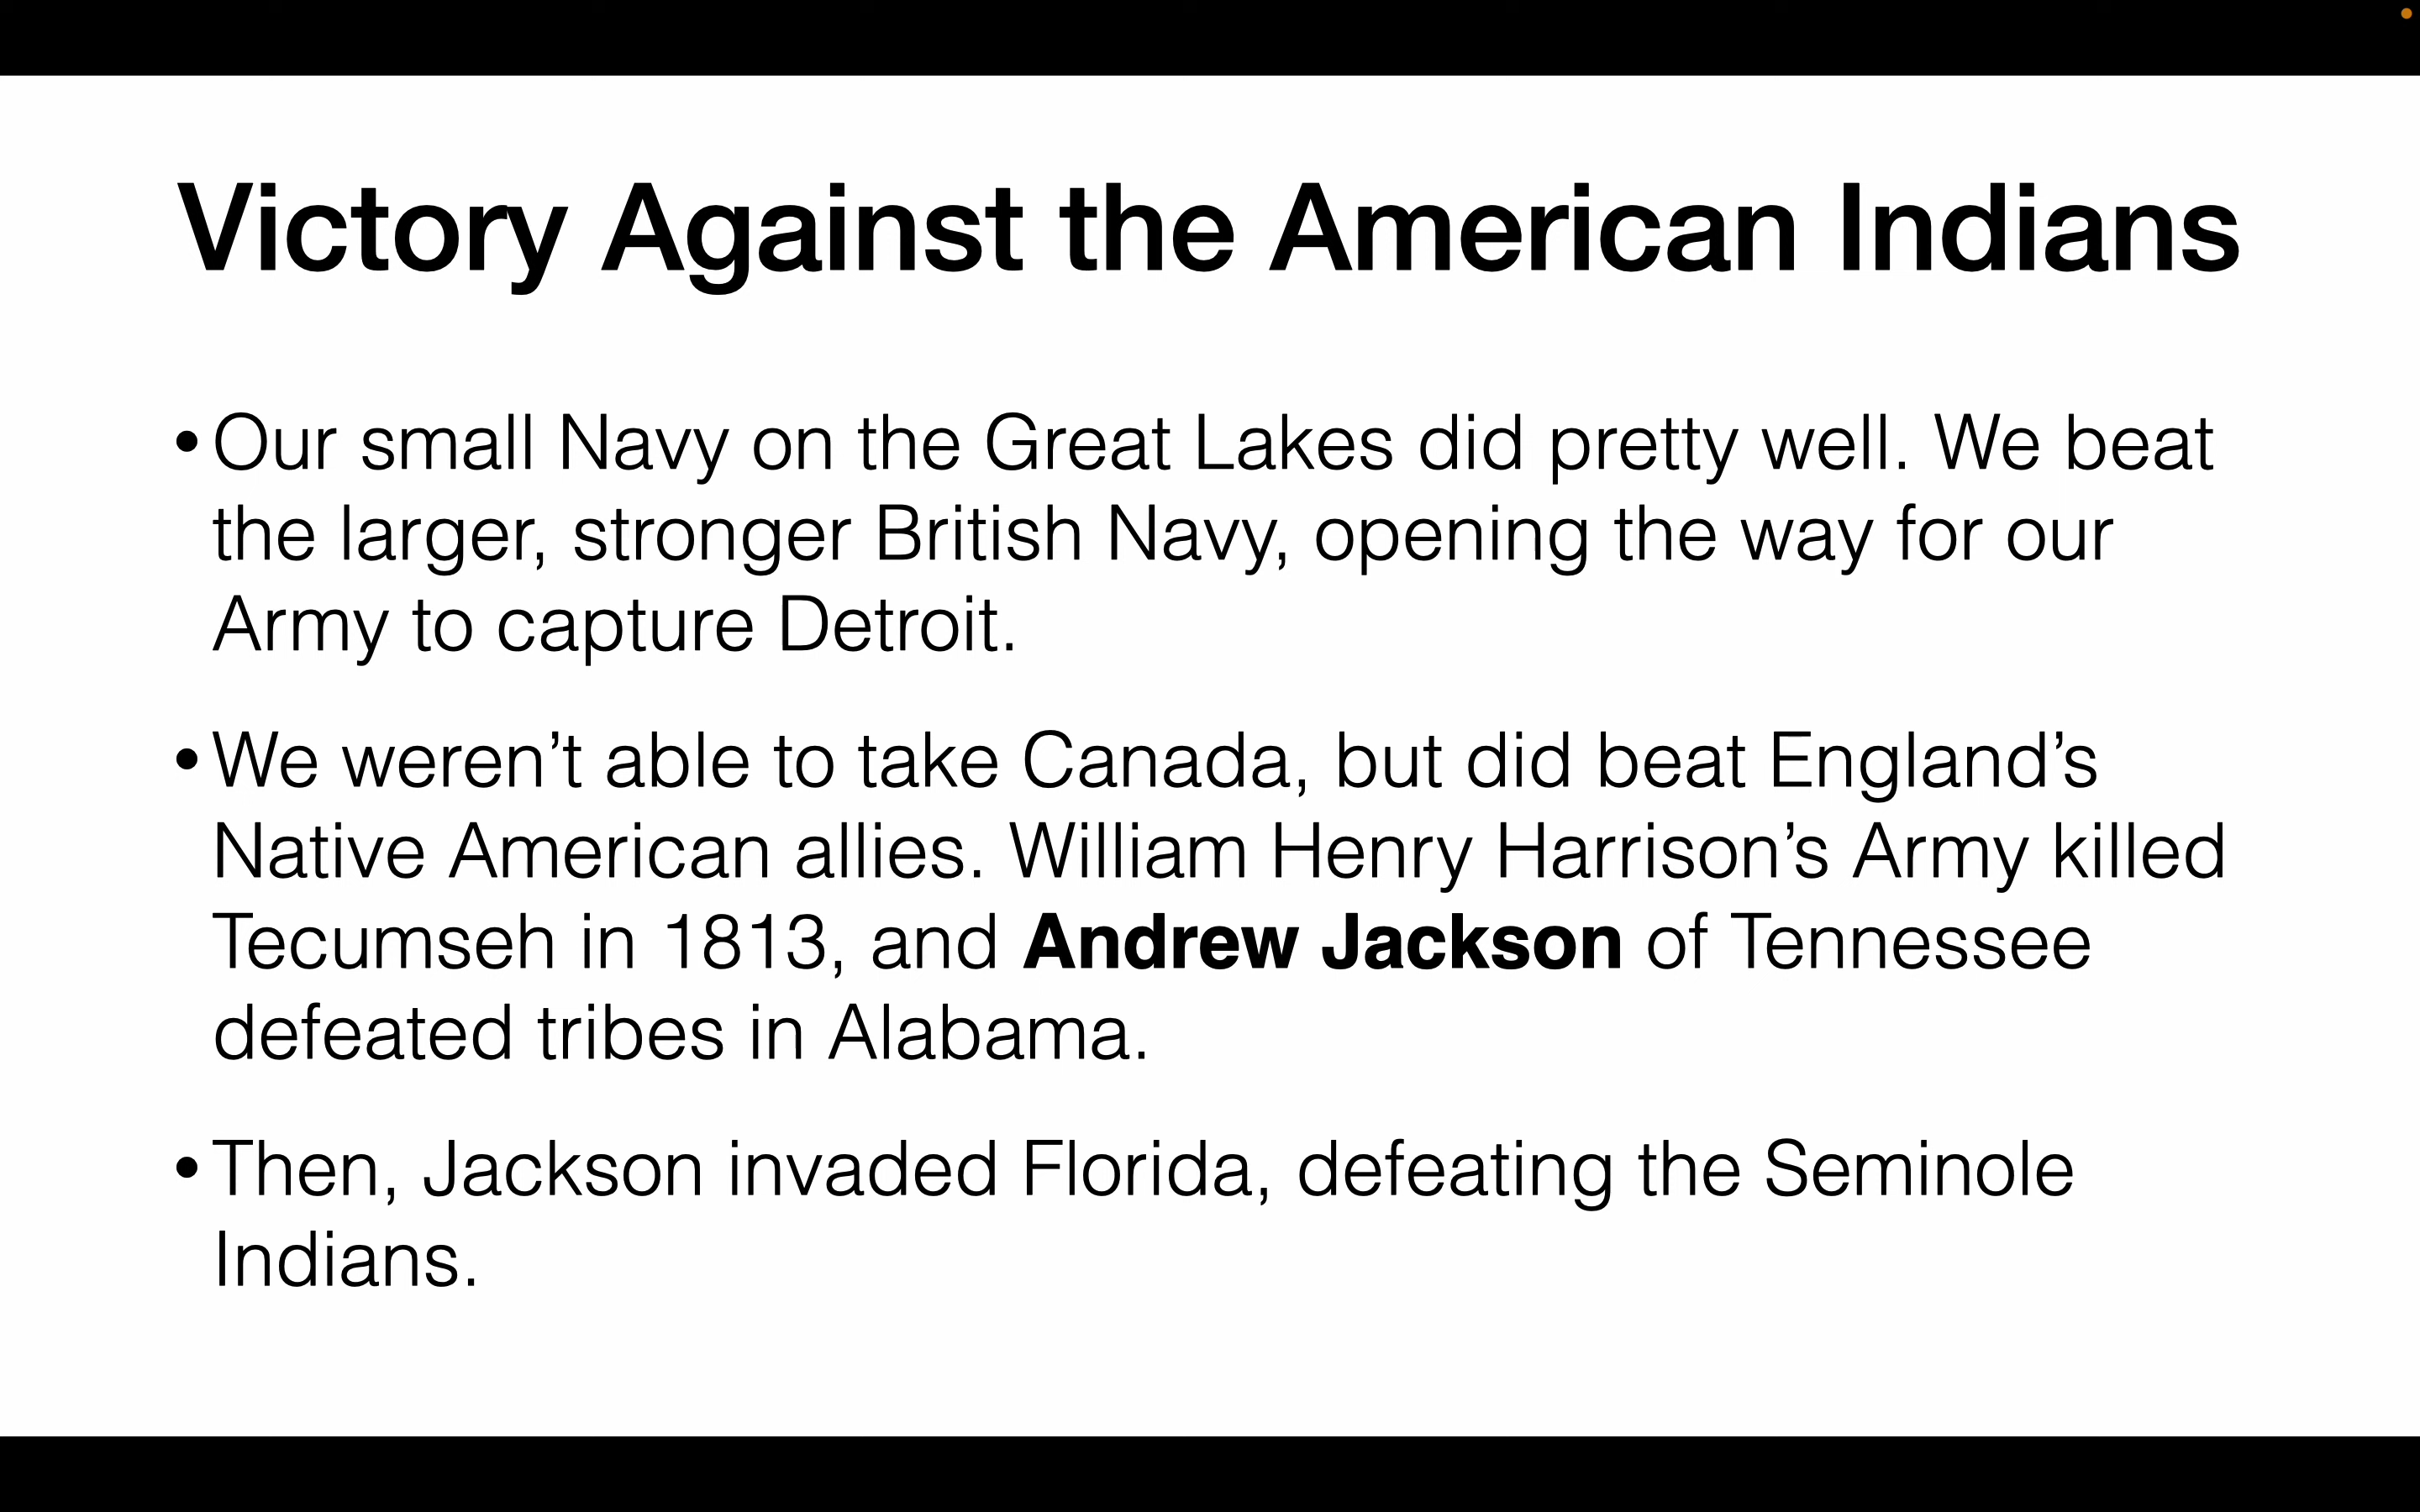 Victory Against the American Indians
•Our small Navy on the Great Lakes did pretty well. We beat
the larger, stronger British Navy, opening the way for our
Army to capture Detroit.
•We weren’t able to take Canada, but did beat England’s
Native American allies. William Henry Harrison’s Army killed
Tecumseh in 1813, and Andrew Jackson of Tennessee
defeated tribes in Alabama.
•Then, Jackson invaded Florida, defeating the Seminole
Indians.